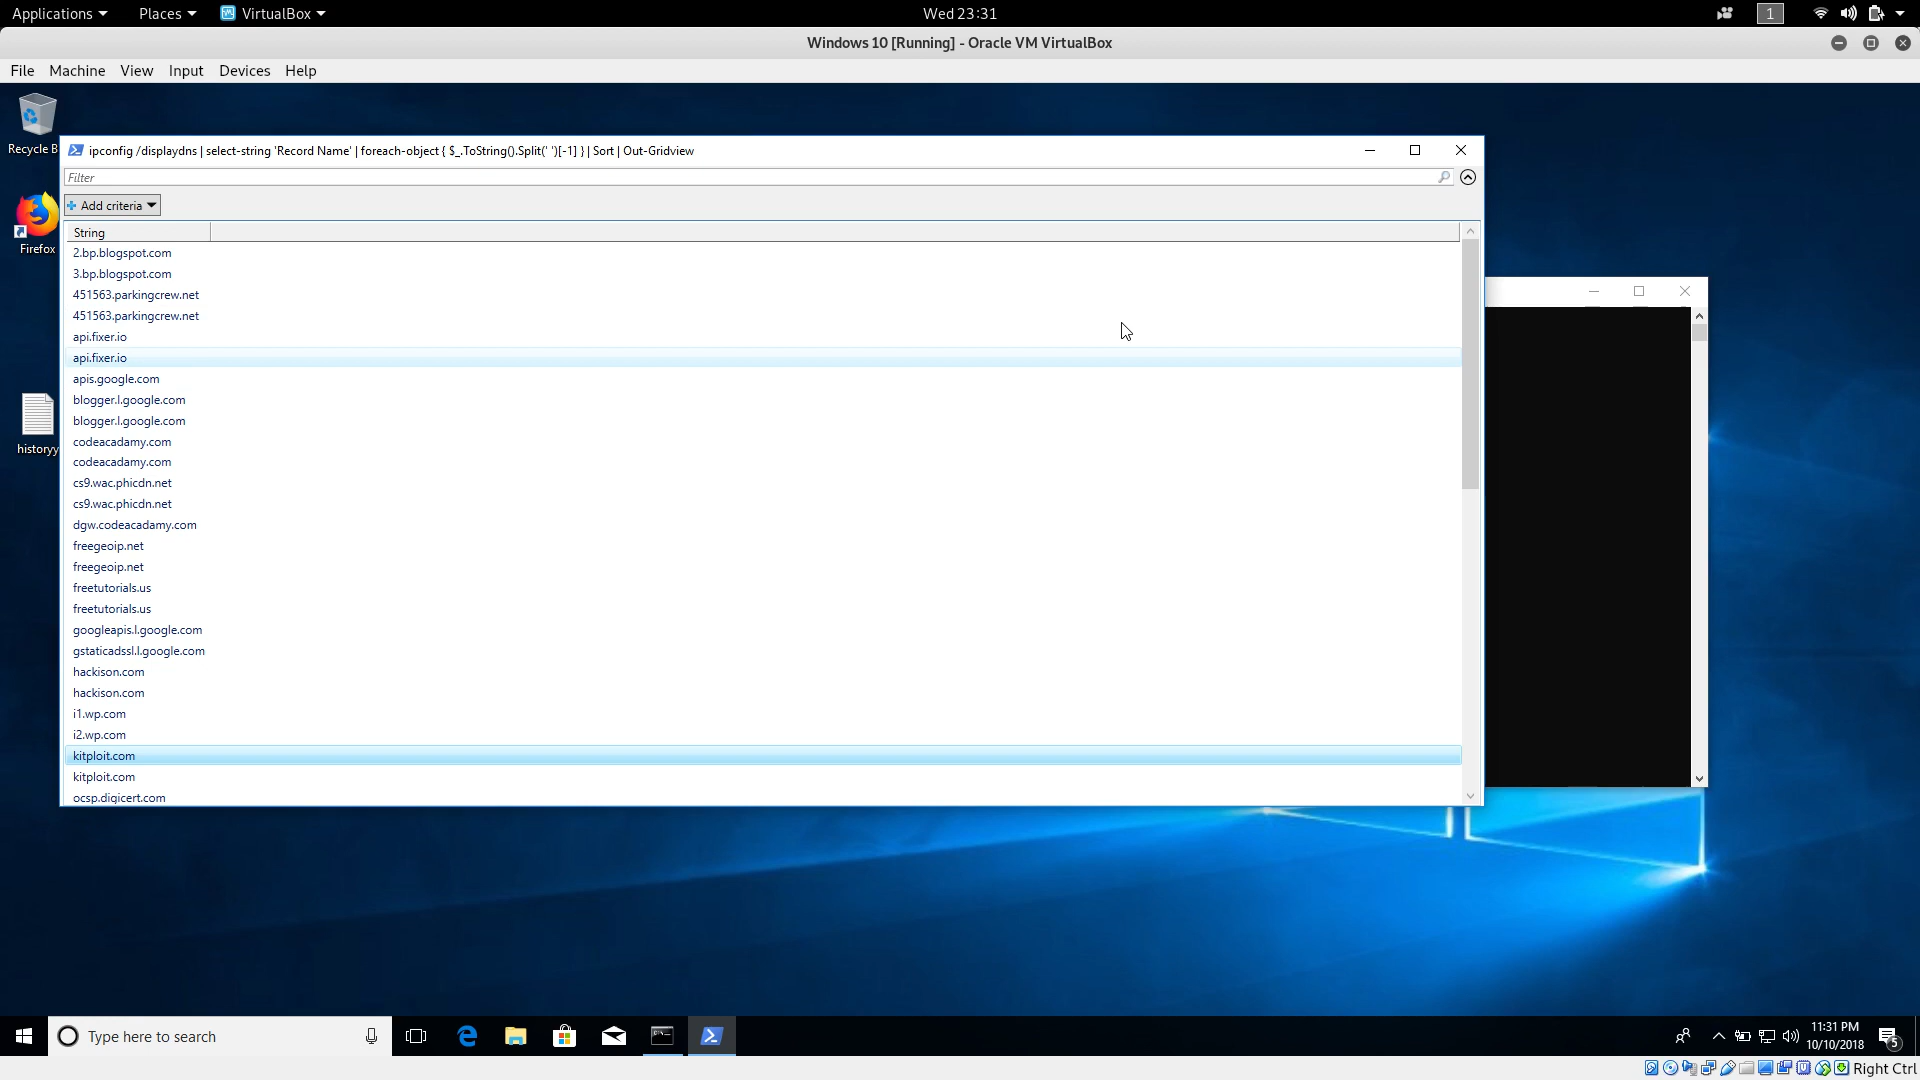 Applications Places VirtualBox Wed 23:31 1
Windows 10 [Running] - Oracle VM VirtualBox
File Machine View Input Devices Help
Recycle B
ipconfig /displaydns | select-string 'Record Name' | foreach-object { $_.ToString().Split(' ')[-1] } | Sort | Out-Gridview
Filter
Add criteria
String
Firefox
2.bp.blogspot.com
3.bp.blogspot.com
451563.parkingcrew.net
451563.parkingcrew.net
api.fixer.io
api.fixer.io
apis.google.com
blogger.l.google.com
blogger.l.google.com
historyy
codeacadamy.com
codeacadamy.com
cs9.wac.phicdn.net
cs9.wac.phicdn.net
dgw.codeacadamy.com
freegeoip.net
freegeoip.net
freetutorials.us
freetutorials.us
googleapis.l.google.com
gstaticadssl.l.google.com
hackison.com
hackison.com
i1.wp.com
i2.wp.com
kitploit.com
kitploit.com
ocsp.digicert.com
Type here to search
11:31 PM
10/10/2018
5
Right Ctrl